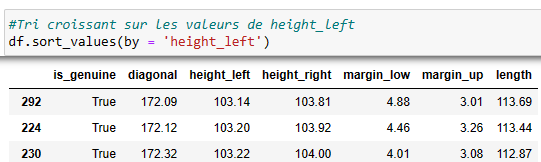 #Tri croissant sur les valeurs de height_left
df.sort_values(by = 'height_left')
is_genuine diagonal height_left height_right margin_low margin_up length
292 True 172.09 103.14 103.81 4.88 3.01 113.69
224 True 172.12 103.20 103.92 4.46 3.26 113.44
230 True 172.32 103.22 104.00 4.01 3.08 112.87